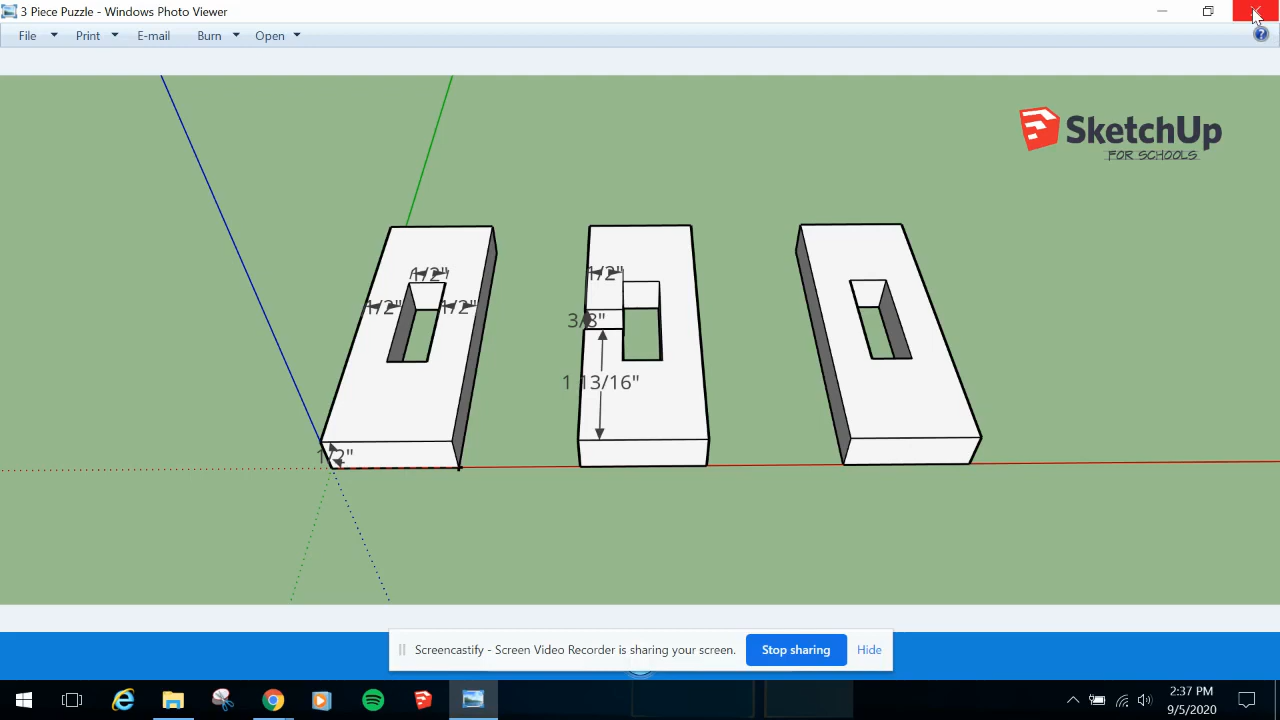 3 Piece Puzzle - Windows Photo Viewer
File Print E-mail Burn Open
SketchUp
FOR SCHOOLS
1/2" 1/2"
1/2" 1/2"
3/8"
1 13/16"
1/2"
Screencastify - Screen Video Recorder is sharing your screen. Stop sharing Hide
2:37 PM
9/5/2020